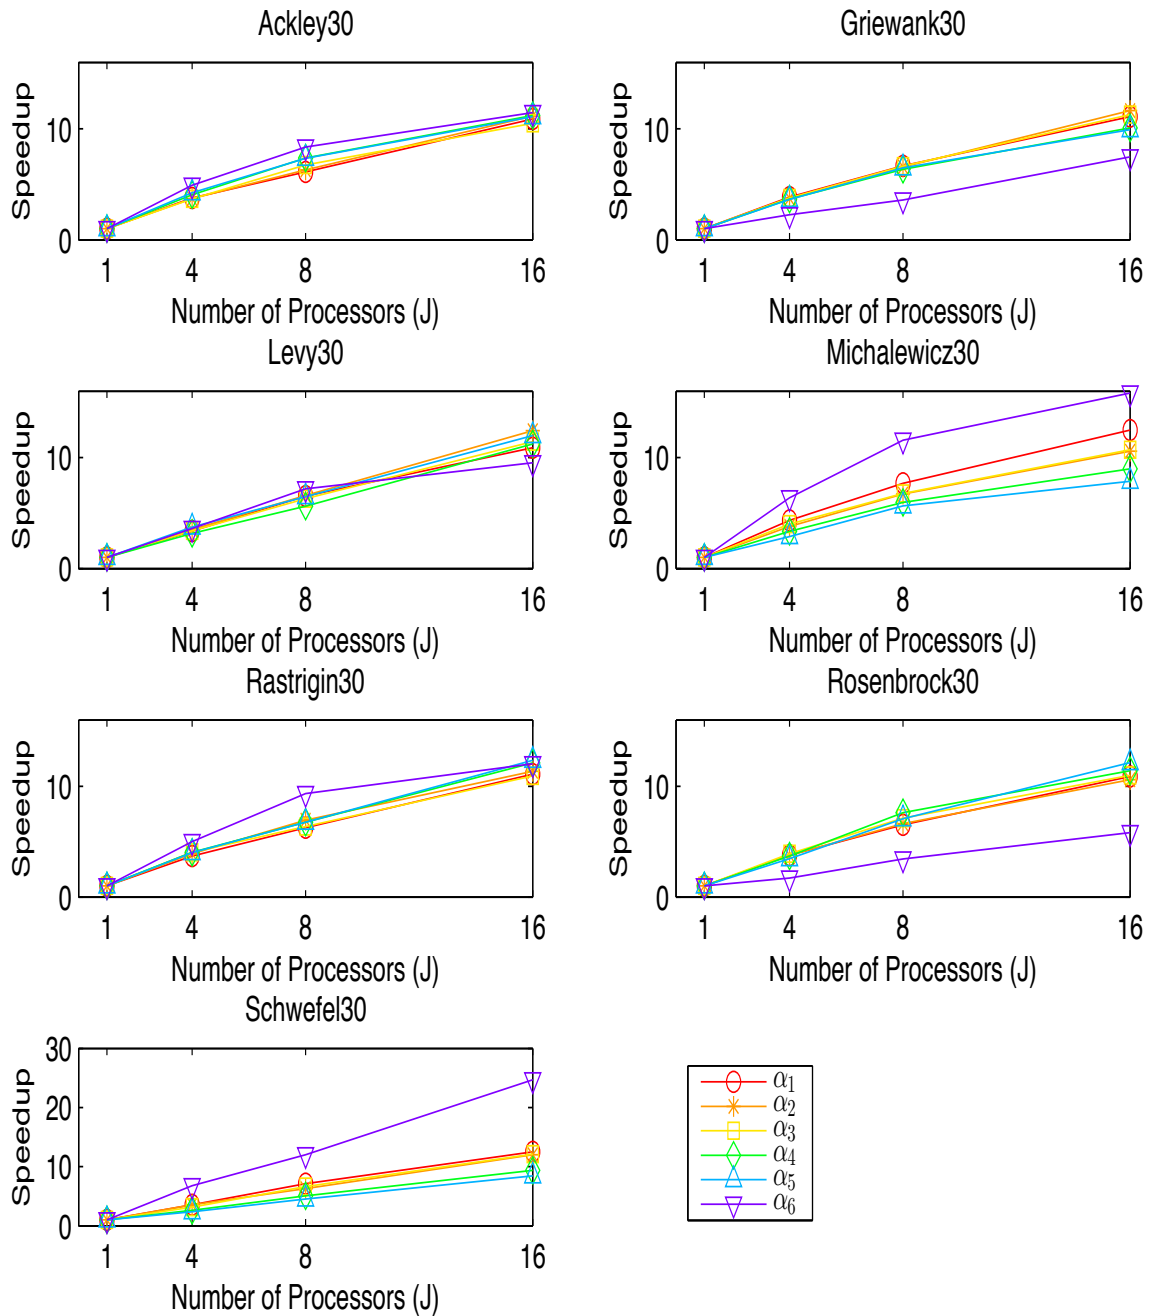 Ackley30
Speedup
10
0
1 4 8 16
Number of Processors (J)
Griewank30
Speedup
10
0
1 4 8 16
Number of Processors (J)
Levy30
Speedup
10
0
1 4 8 16
Number of Processors (J)
Michalewicz30
Speedup
10
0
1 4 8 16
Number of Processors (J)
Rastrigin30
Speedup
10
0
1 4 8 16
Number of Processors (J)
Rosenbrock30
Speedup
10
0
1 4 8 16
Number of Processors (J)
Schwefel30
Speedup
30
20
10
0
1 4 8 16
Number of Processors (J)
α1
α2
α3
α4
α5
α6